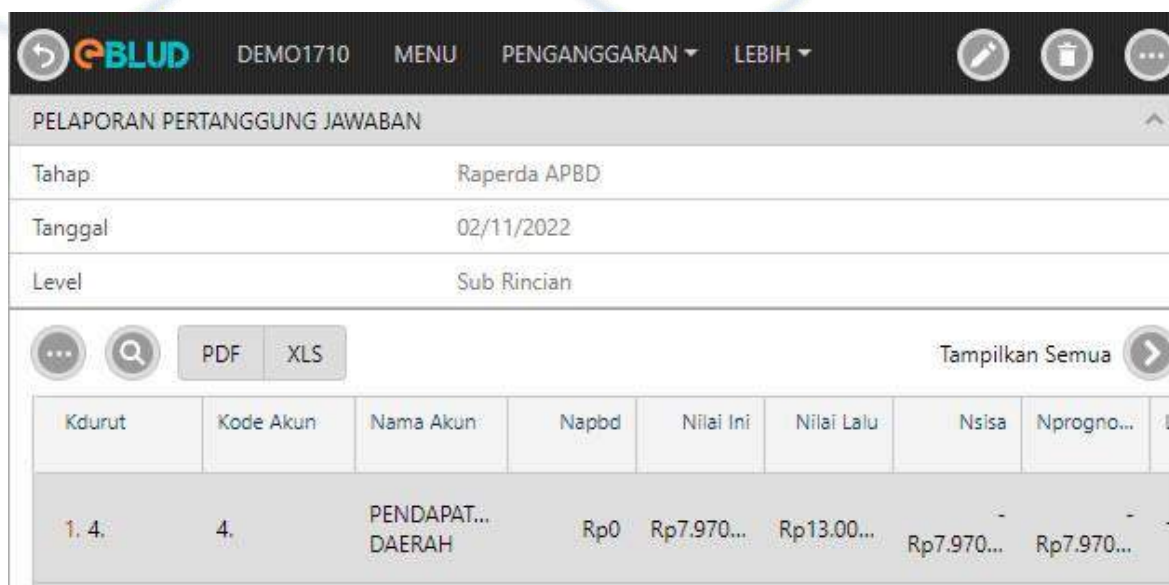 eBLUD DEMO1710 MENU PENGANGGARAN LEBIH
PELAPORAN PERTANGGUNG JAWABAN
Tahap Raperda APBD
Tanggal 02/11/2022
Level Sub Rincian
PDF XLS Tampilkan Semua
Kdurut Kode Akun Nama Akun Napbd Nilai Ini Nilai Lalu Nsisa Nprogno...
1. 4. 4. PENDAPAT... DAERAH Rp0 Rp7.970... Rp13.00... -Rp7.970... -Rp7.970...